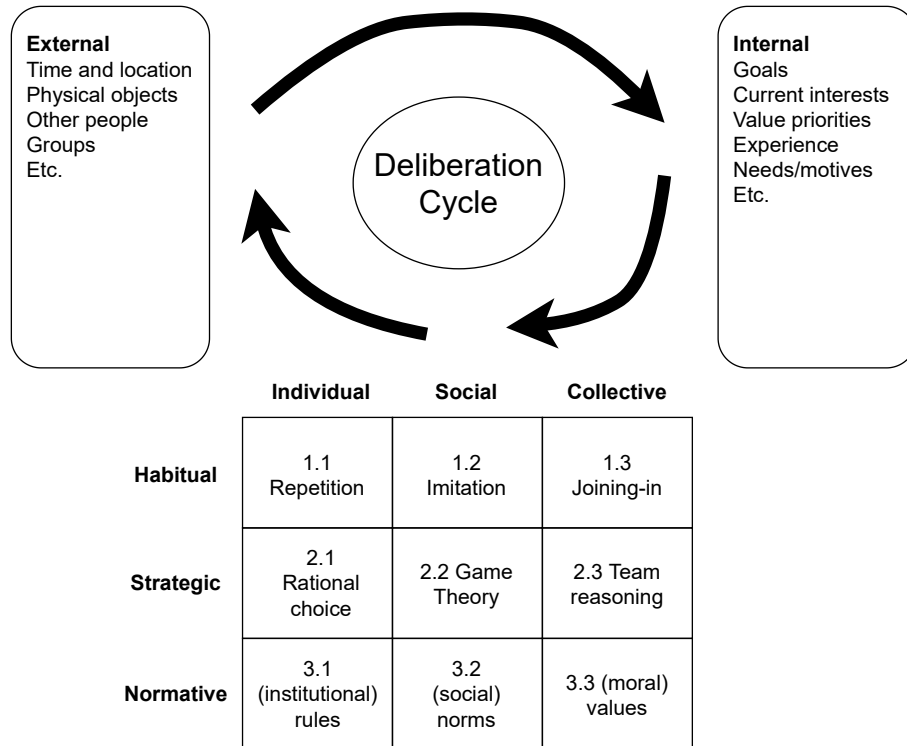 External
Time and location
Physical objects
Other people
Groups
Etc.
Deliberation
Cycle
Internal
Goals
Current interests
Value priorities
Experience
Needs/motives
Etc.
Individual
Social
Collective
Habitual
1.1
Repetition
1.2
Imitation
1.3
Joining-in
Strategic
2.1
Rational
choice
2.2 Game
Theory
2.3 Team
reasoning
Normative
3.1
(institutional)
rules
3.2
(social)
norms
3.3 (moral)
values